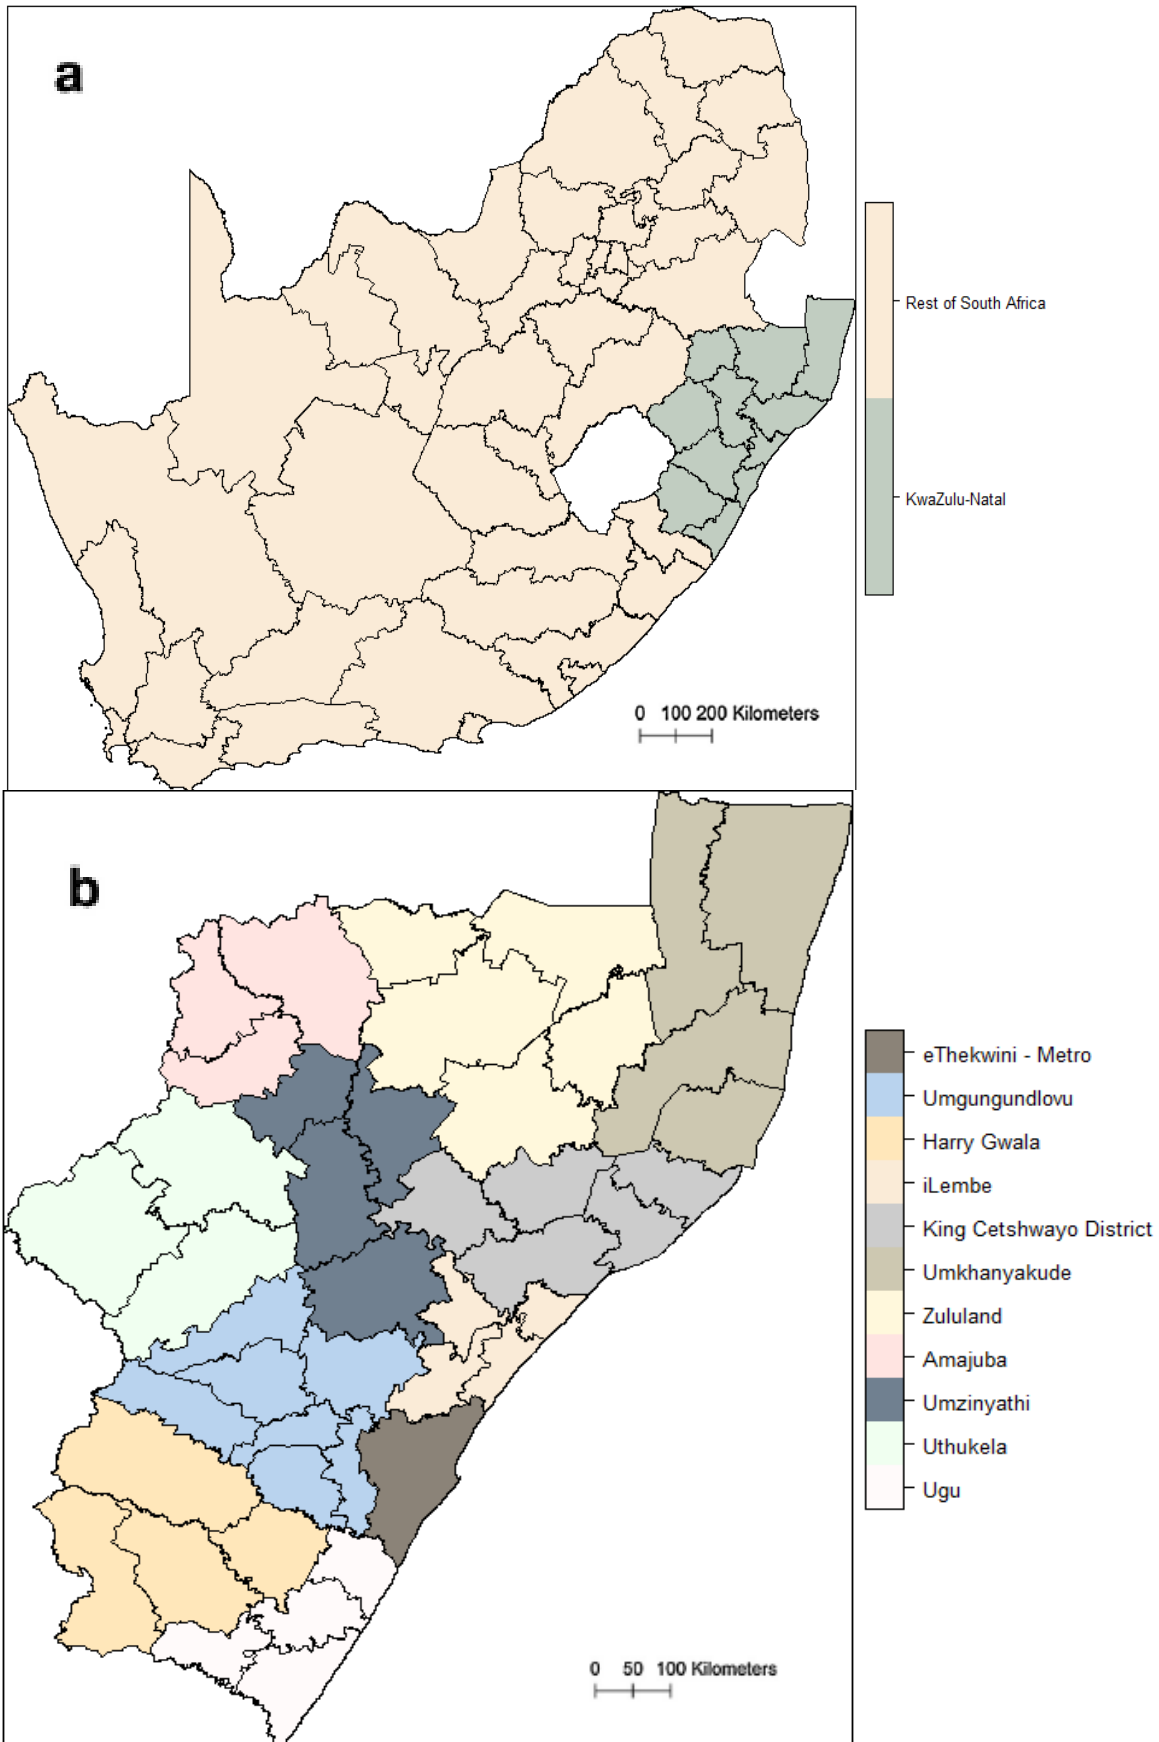 a
Rest of South Africa
KwaZulu-Natal
0 100 200 Kilometers
b
eThekwini - Metro
Umgungundlovu
Harry Gwala
iLembe
King Cetshwayo District
Umkhanyakude
Zululand
Amajuba
Umzinyathi
Uthukela
Ugu
0 50 100 Kilometers